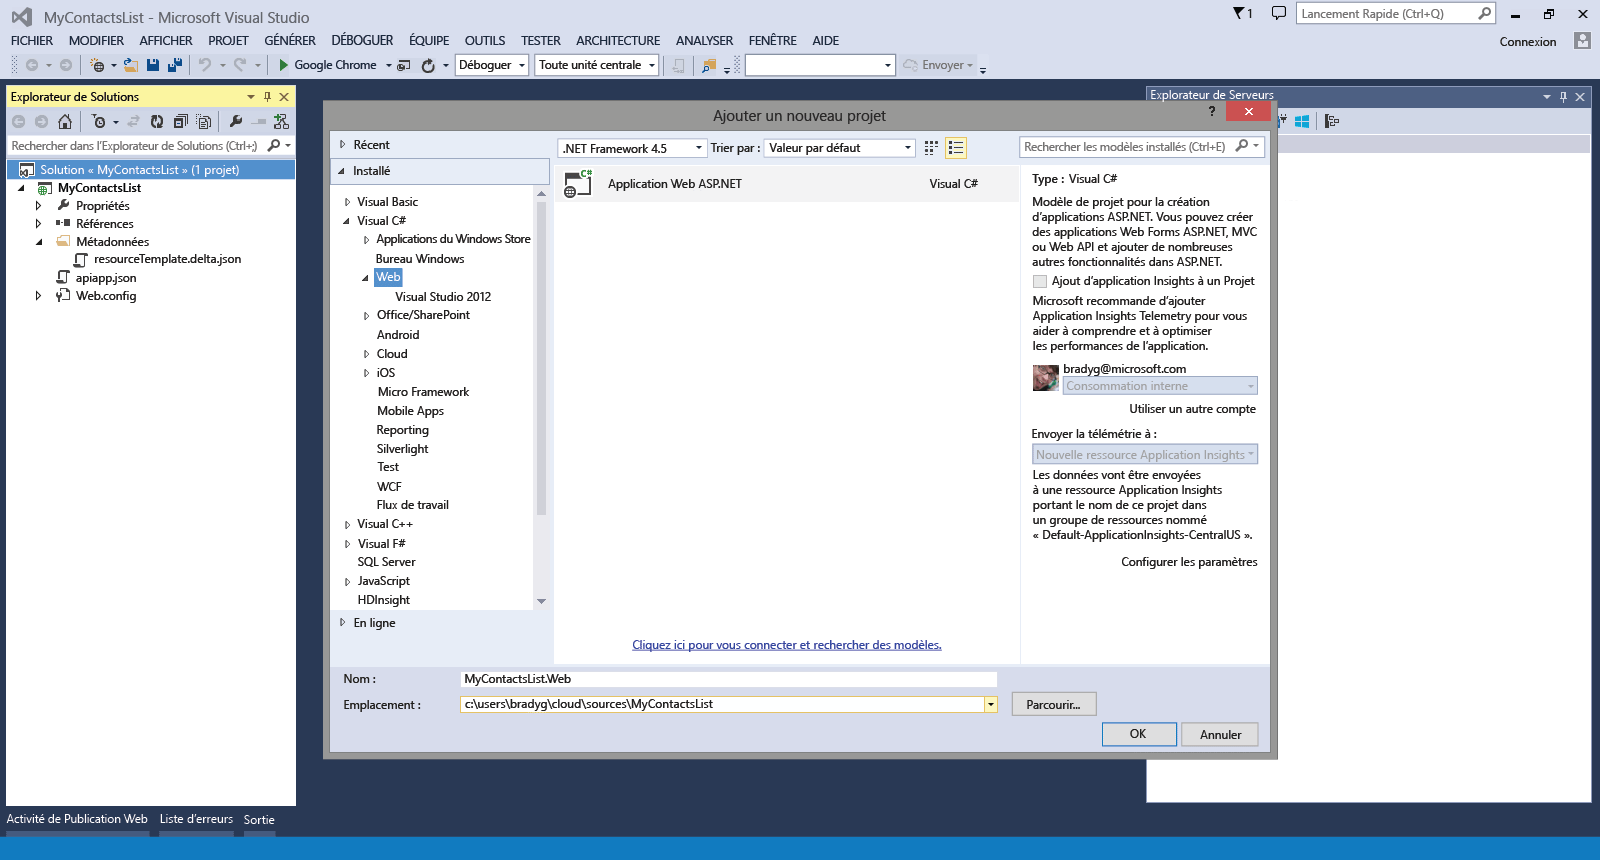 MyContactsList - Microsoft Visual Studio
1
Lancement Rapide (Ctrl+Q)
FICHIER MODIFIER AFFICHER PROJET GÉNÉRER DÉBOGUER ÉQUIPE OUTILS TESTER ARCHITECTURE ANALYSER FENÊTRE AIDE
Connexion
Google Chrome Déboguer Toute unité centrale Envoyer
Explorateur de Solutions
Rechercher dans l'Explorateur de Solutions (Ctrl+;)
Solution « MyContactsList » (1 projet)
MyContactsList
Propriétés
Références
Métadonnées
resourceTemplate.delta.json
apiapp.json
Web.config
Explorateur de Serveurs
Ajouter un nouveau projet
?
Récent
Installé
Visual Basic
Visual C#
Applications du Windows Store
Bureau Windows
Web
Visual Studio 2012
Office/SharePoint
Android
Cloud
iOS
Micro Framework
Mobile Apps
Reporting
Silverlight
Test
WCF
Flux de travail
Visual C++
Visual F#
SQL Server
JavaScript
HDInsight
En ligne
.NET Framework 4.5 Trier par : Valeur par défaut
Rechercher les modèles installés (Ctrl+E)
C#
Application Web ASP.NET Visual C#
Cliquez ici pour vous connecter et rechercher des modèles.
Type : Visual C#
Modèle de projet pour la création
d'applications ASP.NET. Vous pouvez créer
des applications Web Forms ASP.NET, MVC
ou Web API et ajouter de nombreuses
autres fonctionnalités dans ASP.NET.
Ajout d'application Insights à un Projet
Microsoft recommande d'ajouter
Application Insights Telemetry pour vous
aider à comprendre et à optimiser
les performances de l'application.
bradyg@microsoft.com
Consommation interne
Utiliser un autre compte
Envoyer la télémétrie à :
Nouvelle ressource Application Insights
Les données vont être envoyées
à une ressource Application Insights
portant le nom de ce projet dans
un groupe de ressources nommé
« Default-ApplicationInsights-CentralUS ».
Configurer les paramètres
Nom : MyContactsList.Web
Emplacement : c:\users\bradyg\cloud\sources\MyContactsList
Parcourir...
OK Annuler
Activité de Publication Web Liste d'erreurs Sortie